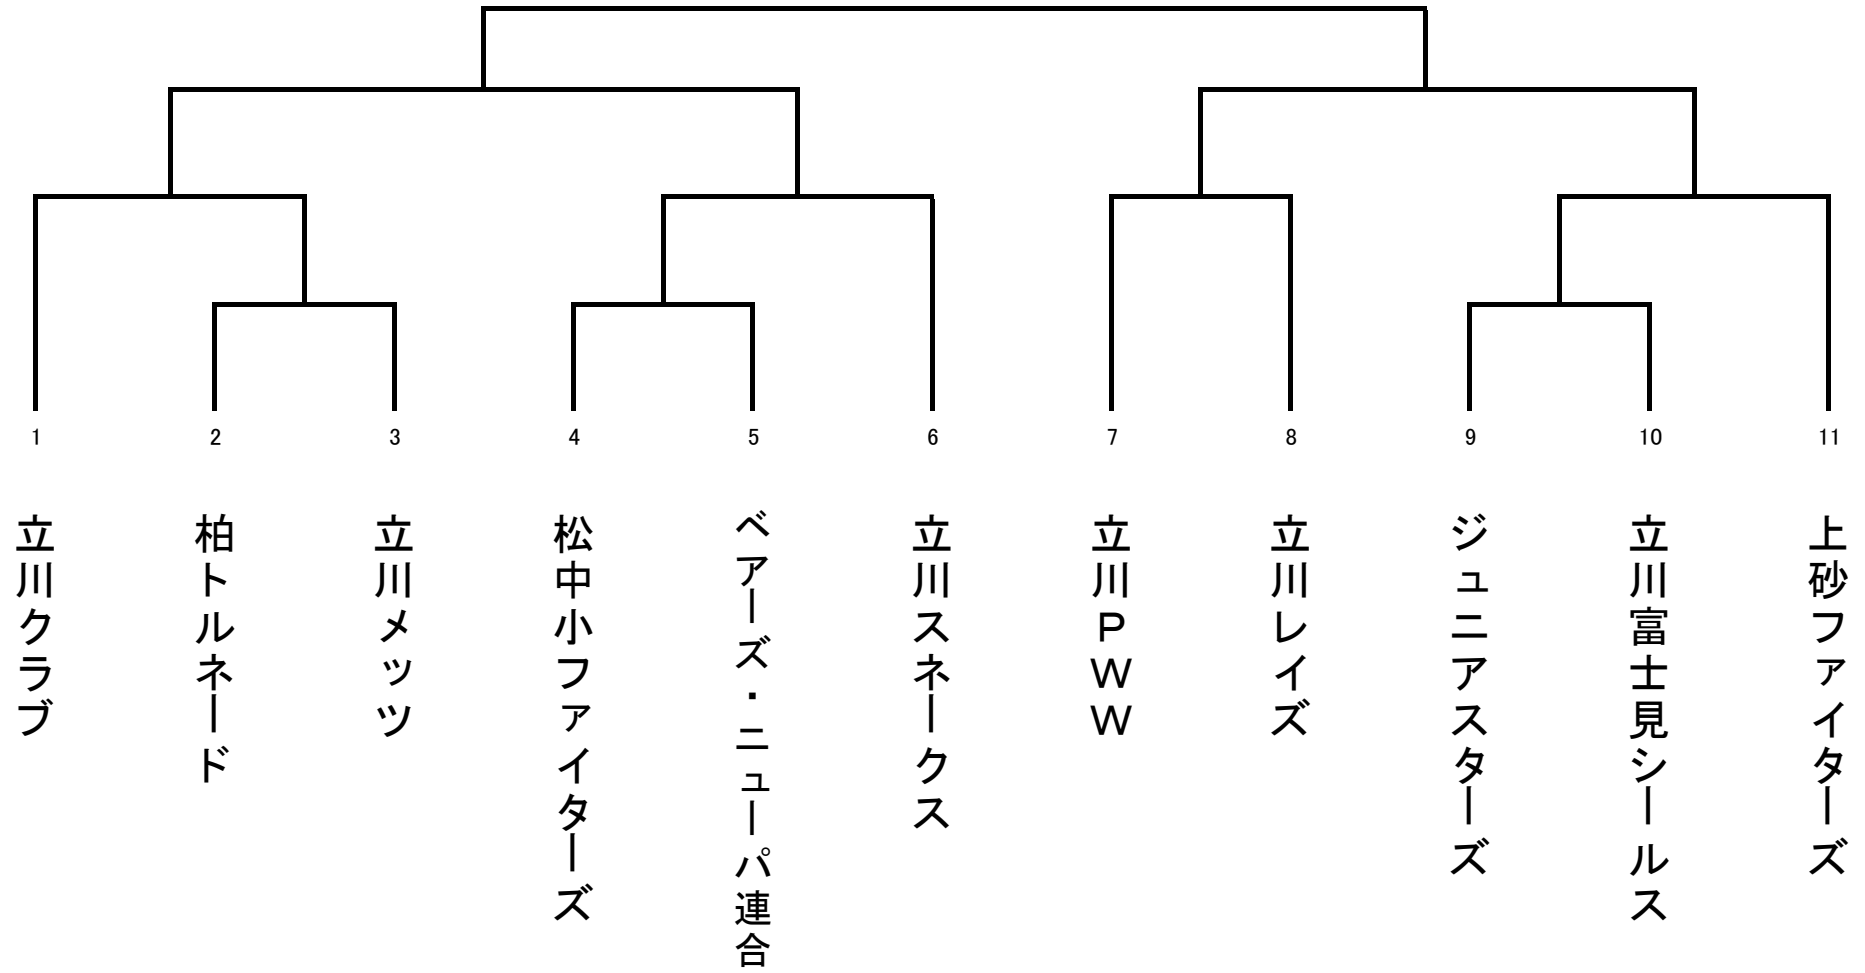 1
2
3
4
5
6
7
8
9
10
11
立川クラブ
柏トルネード
立川メッツ
松中小ファイターズ
ベアーズ・ニューパ連合
立川スネークス
立川ＰＷＷ
立川レイズ
ジュニアスターズ
立川富士見シールス
上砂ファイターズ